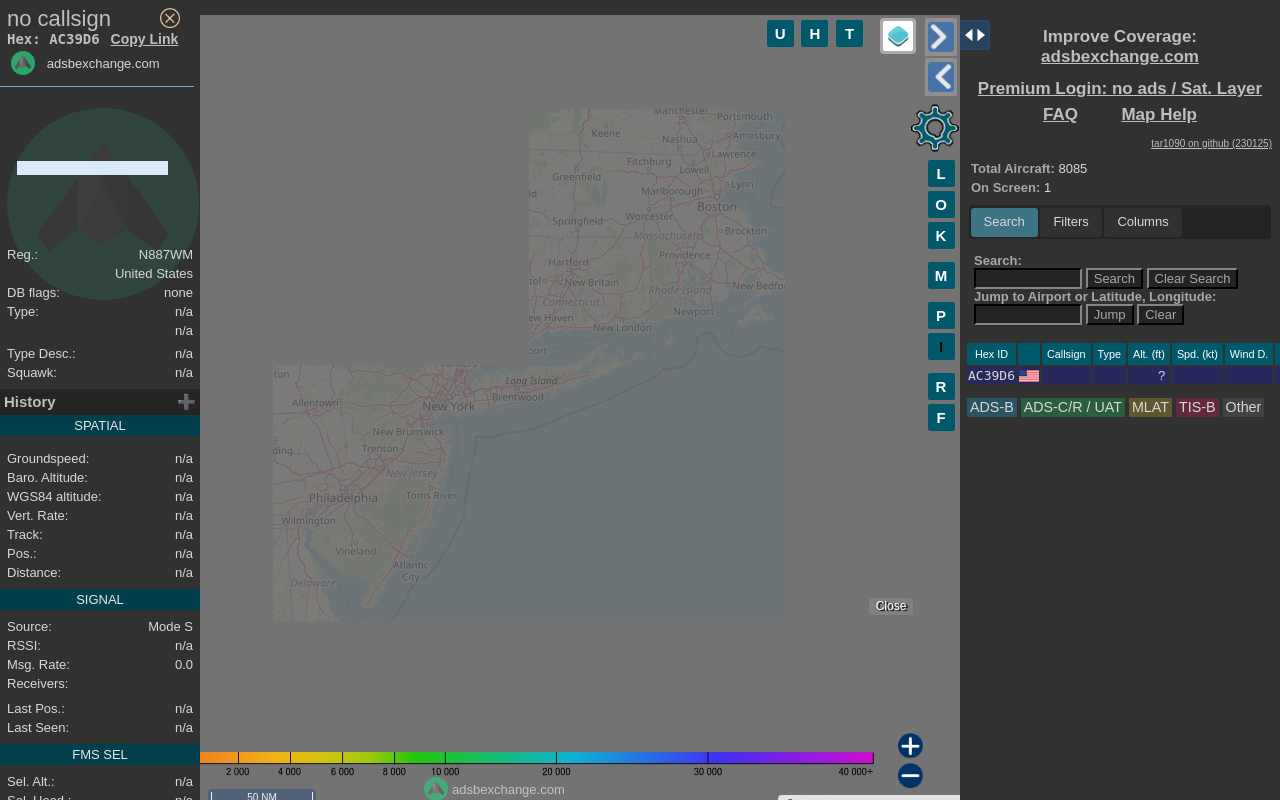 no callsign
Hex: AC39D6 Copy Link
adsbexchange.com
Reg.: N887WM
United States
DB flags: none
Type: n/a
n/a
Type Desc.: n/a
Squawk: n/a
History
SPATIAL
Groundspeed: n/a
Baro. Altitude: n/a
WGS84 altitude: n/a
Vert. Rate: n/a
Track: n/a
Pos.: n/a
Distance: n/a
SIGNAL
Source: Mode S
RSSI: n/a
Msg. Rate: 0.0
Receivers:
Last Pos.: n/a
Last Seen: n/a
FMS SEL
Sel. Alt.: n/a
Sel. Head.: n/a
U H T
L
O
K
M
P
I
R
F
Manchester
Portsmouth
Keene
Nashua
Amesbury
Fitchburg
Lawrence
Greenfield
Lowell
Lynn
Marlborough
Boston
Worcester
Springfield
Brockton
Massachusetts
Providence
Hartford
New Britain
New Bedfo
Connecticut
Rhode Island
Newport
ew Haven
New London
port
Long Island
Allentown
New York
Brentwood
New Brunswick
Trenton
ding
New Jersey
Philadelphia
Toms River
Wilmington
Vineland
Atlantic
City
Delaware
Close
2 000 4 000 6 000 8 000 10 000 20 000 30 000 40 000+
adsbexchange.com
50 NM
Improve Coverage:
adsbexchange.com
Premium Login: no ads / Sat. Layer
FAQ Map Help
tar1090 on github (230125)
Total Aircraft: 8085
On Screen: 1
Search Filters Columns
Search:
Search Clear Search
Jump to Airport or Latitude, Longitude:
Jump Clear
Hex ID Callsign Type Alt. (ft) Spd. (kt) Wind D.
AC39D6 ?
ADS-B ADS-C/R / UAT MLAT TIS-B Other